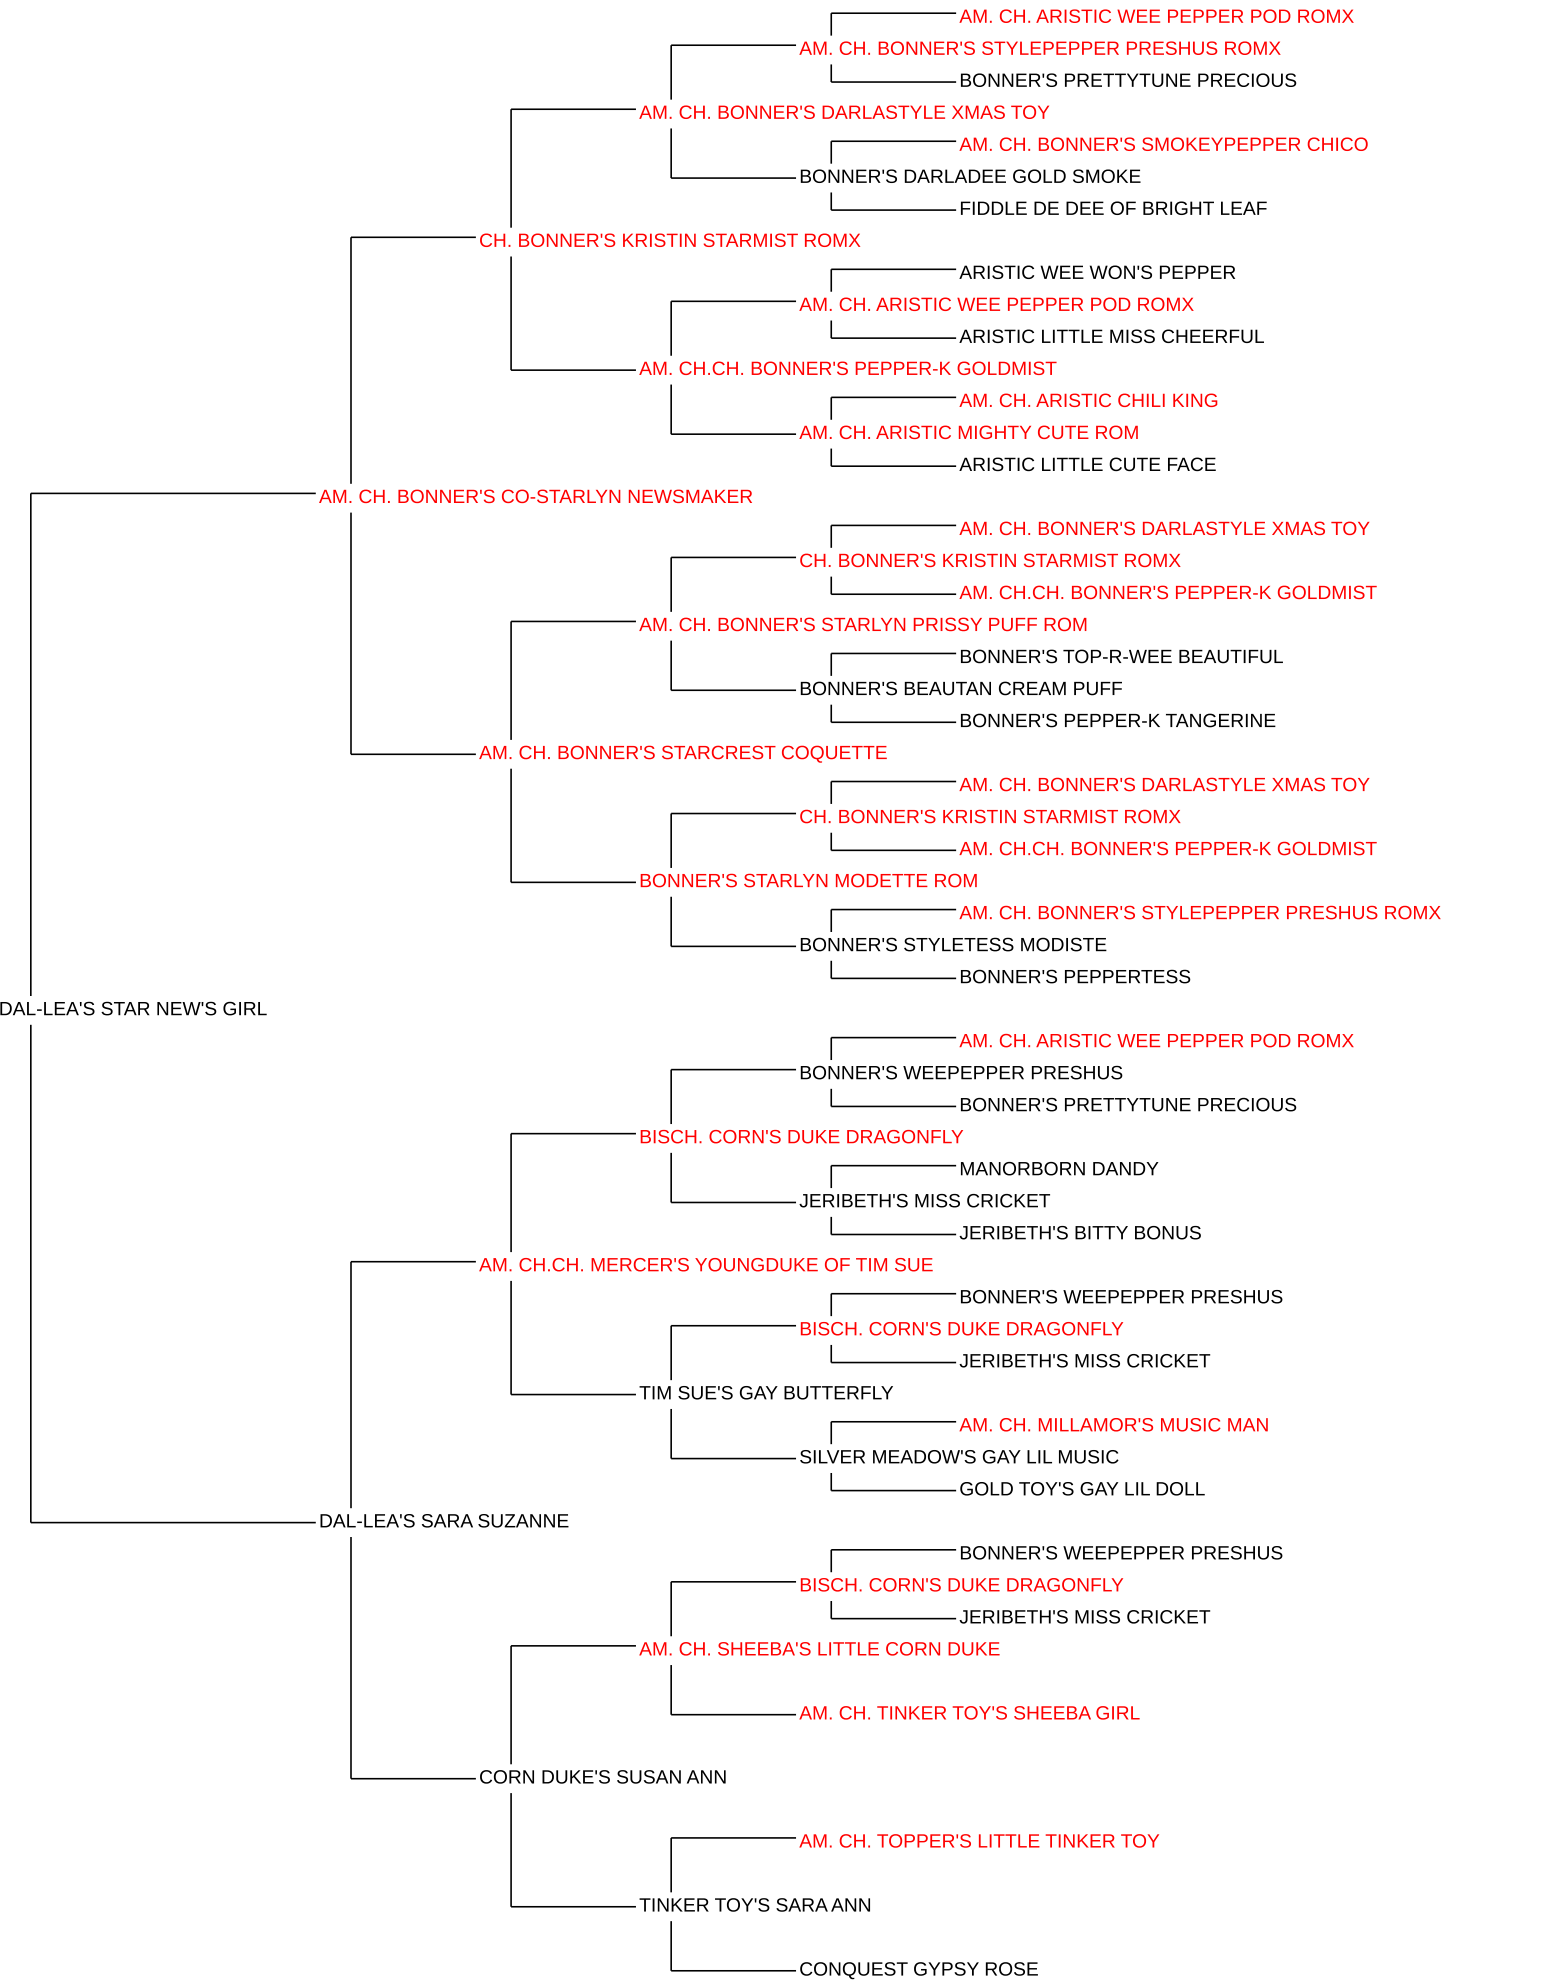 AM. CH. ARISTIC WEE PEPPER POD ROMX
AM. CH. BONNER'S STYLEPEPPER PRESHUS ROMX
BONNER'S PRETTYTUNE PRECIOUS
AM. CH. BONNER'S DARLASTYLE XMAS TOY
AM. CH. BONNER'S SMOKEYPEPPER CHICO
BONNER'S DARLADEE GOLD SMOKE
FIDDLE DE DEE OF BRIGHT LEAF
CH. BONNER'S KRISTIN STARMIST ROMX
ARISTIC WEE WON'S PEPPER
AM. CH. ARISTIC WEE PEPPER POD ROMX
ARISTIC LITTLE MISS CHEERFUL
AM. CH.CH. BONNER'S PEPPER-K GOLDMIST
AM. CH. ARISTIC CHILI KING
AM. CH. ARISTIC MIGHTY CUTE ROM
ARISTIC LITTLE CUTE FACE
AM. CH. BONNER'S CO-STARLYN NEWSMAKER
AM. CH. BONNER'S DARLASTYLE XMAS TOY
CH. BONNER'S KRISTIN STARMIST ROMX
AM. CH.CH. BONNER'S PEPPER-K GOLDMIST
AM. CH. BONNER'S STARLYN PRISSY PUFF ROM
BONNER'S TOP-R-WEE BEAUTIFUL
BONNER'S BEAUTAN CREAM PUFF
BONNER'S PEPPER-K TANGERINE
AM. CH. BONNER'S STARCREST COQUETTE
AM. CH. BONNER'S DARLASTYLE XMAS TOY
CH. BONNER'S KRISTIN STARMIST ROMX
AM. CH.CH. BONNER'S PEPPER-K GOLDMIST
BONNER'S STARLYN MODETTE ROM
AM. CH. BONNER'S STYLEPEPPER PRESHUS ROMX
BONNER'S STYLETESS MODISTE
BONNER'S PEPPERTESS
DAL-LEA'S STAR NEW'S GIRL
AM. CH. ARISTIC WEE PEPPER POD ROMX
BONNER'S WEEPEPPER PRESHUS
BONNER'S PRETTYTUNE PRECIOUS
BISCH. CORN'S DUKE DRAGONFLY
MANORBORN DANDY
JERIBETH'S MISS CRICKET
JERIBETH'S BITTY BONUS
AM. CH.CH. MERCER'S YOUNGDUKE OF TIM SUE
BONNER'S WEEPEPPER PRESHUS
BISCH. CORN'S DUKE DRAGONFLY
JERIBETH'S MISS CRICKET
TIM SUE'S GAY BUTTERFLY
AM. CH. MILLAMOR'S MUSIC MAN
SILVER MEADOW'S GAY LIL MUSIC
GOLD TOY'S GAY LIL DOLL
DAL-LEA'S SARA SUZANNE
BONNER'S WEEPEPPER PRESHUS
BISCH. CORN'S DUKE DRAGONFLY
JERIBETH'S MISS CRICKET
AM. CH. SHEEBA'S LITTLE CORN DUKE
AM. CH. TINKER TOY'S SHEEBA GIRL
CORN DUKE'S SUSAN ANN
AM. CH. TOPPER'S LITTLE TINKER TOY
TINKER TOY'S SARA ANN
CONQUEST GYPSY ROSE